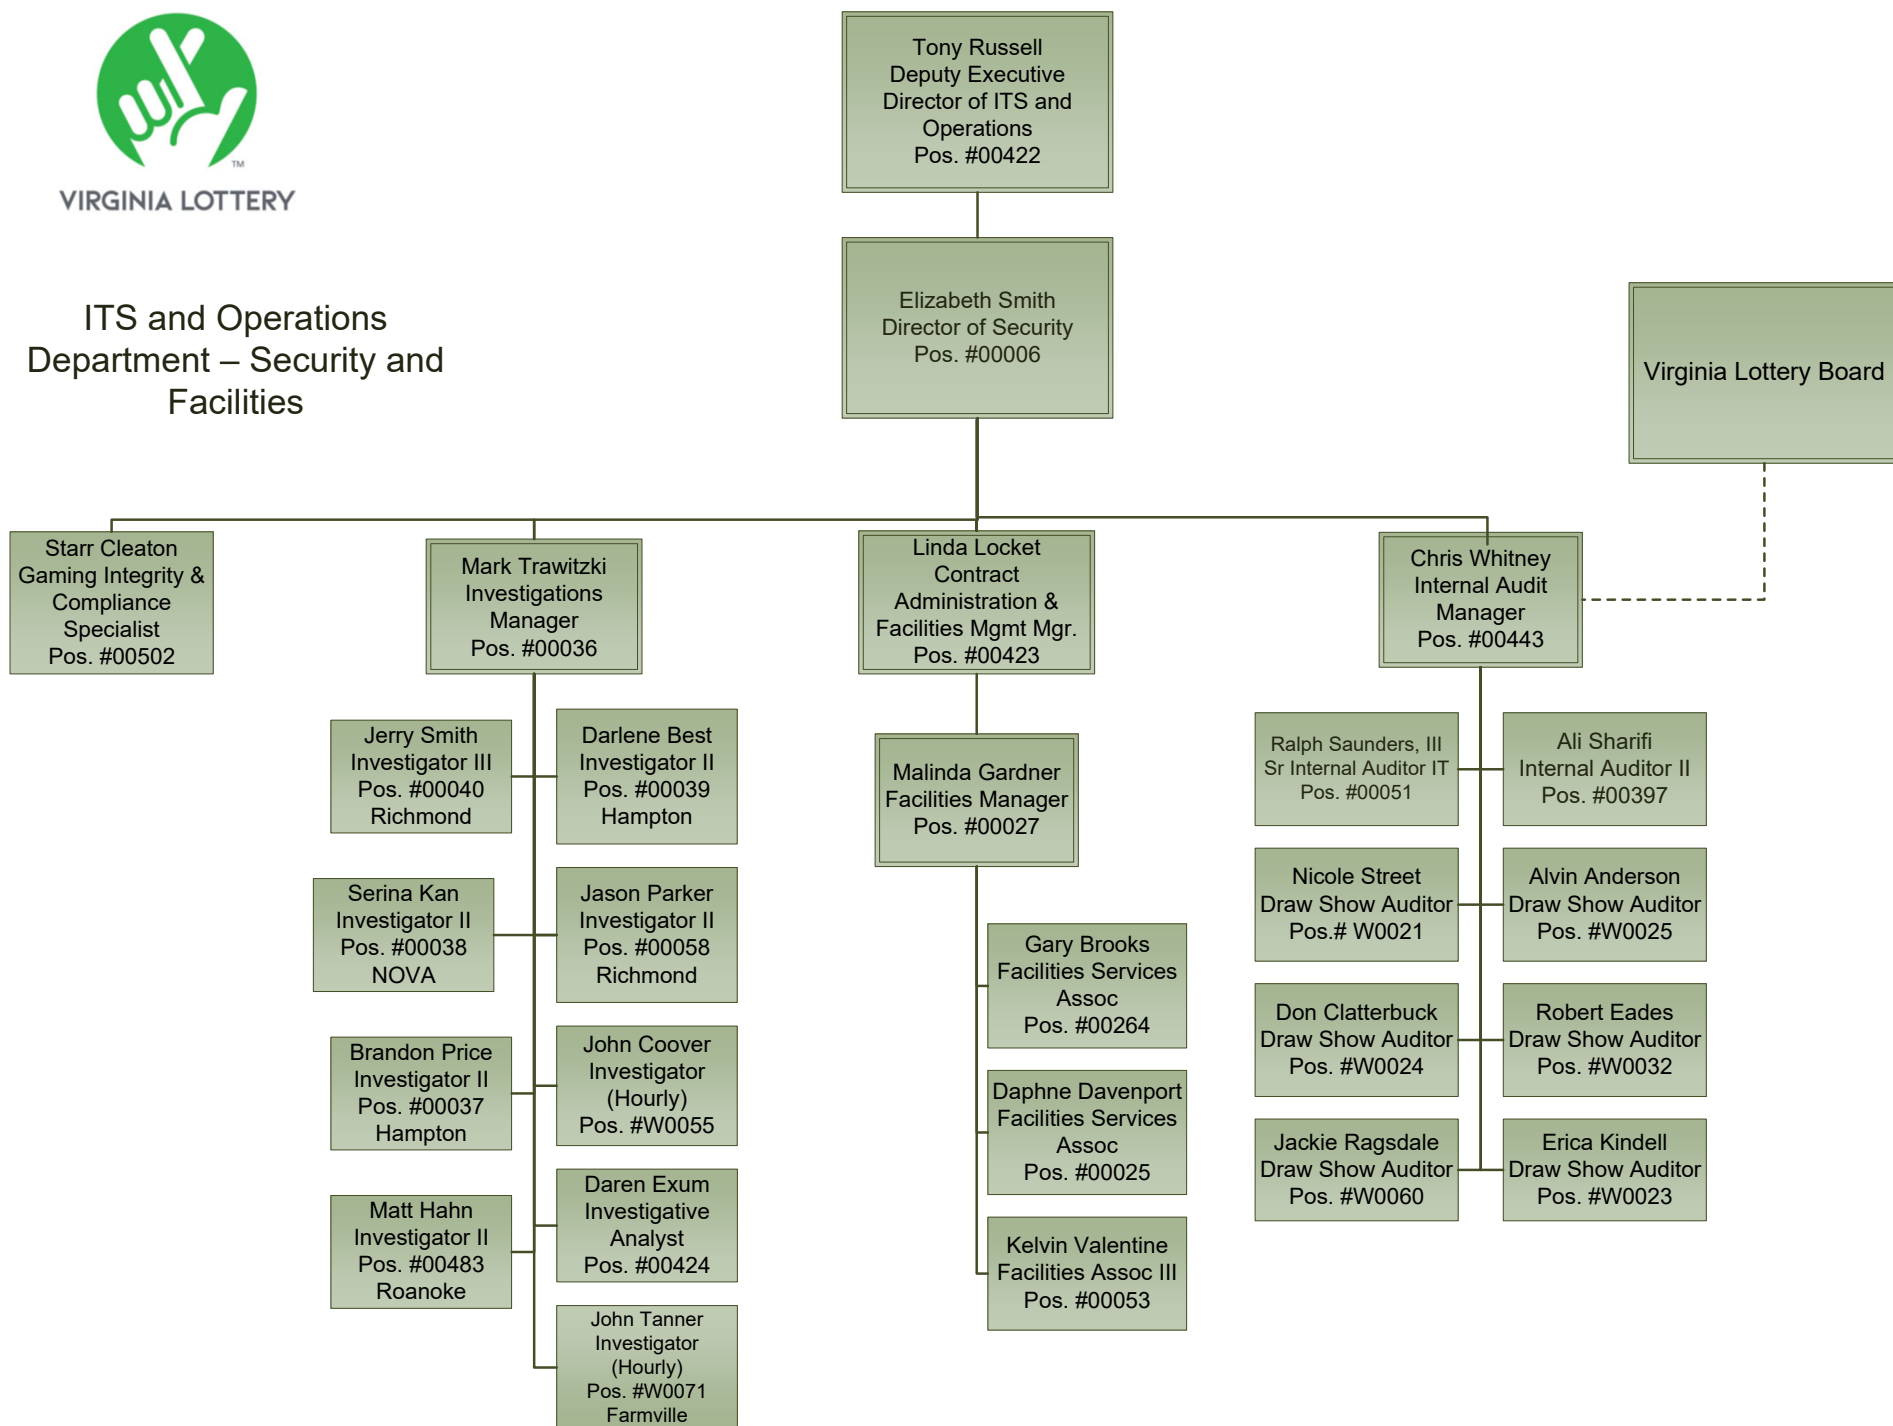 TM
VIRGINIA LOTTERY
ITS and Operations
Department – Security and
Facilities
Tony Russell
Deputy Executive
Director of ITS and
Operations
Pos. #00422
Elizabeth Smith
Director of Security
Pos. #00006
Virginia Lottery Board
Starr Cleaton
Gaming Integrity &
Compliance
Specialist
Pos. #00502
Mark Trawitzki
Investigations
Manager
Pos. #00036
Linda Locket
Contract
Administration &
Facilities Mgmt Mgr.
Pos. #00423
Chris Whitney
Internal Audit
Manager
Pos. #00443
Jerry Smith
Investigator III
Pos. #00040
Richmond
Darlene Best
Investigator II
Pos. #00039
Hampton
Serina Kan
Investigator II
Pos. #00038
NOVA
Jason Parker
Investigator II
Pos. #00058
Richmond
Brandon Price
Investigator II
Pos. #00037
Hampton
John Coover
Investigator
(Hourly)
Pos. #W0055
Matt Hahn
Investigator II
Pos. #00483
Roanoke
Daren Exum
Investigative
Analyst
Pos. #00424
John Tanner
Investigator
(Hourly)
Pos. #W0071
Farmville
Malinda Gardner
Facilities Manager
Pos. #00027
Gary Brooks
Facilities Services
Assoc
Pos. #00264
Daphne Davenport
Facilities Services
Assoc
Pos. #00025
Kelvin Valentine
Facilities Assoc III
Pos. #00053
Ralph Saunders, III
Sr Internal Auditor IT
Pos. #00051
Ali Sharifi
Internal Auditor II
Pos. #00397
Nicole Street
Draw Show Auditor
Pos.# W0021
Alvin Anderson
Draw Show Auditor
Pos. #W0025
Don Clatterbuck
Draw Show Auditor
Pos. #W0024
Robert Eades
Draw Show Auditor
Pos. #W0032
Jackie Ragsdale
Draw Show Auditor
Pos. #W0060
Erica Kindell
Draw Show Auditor
Pos. #W0023